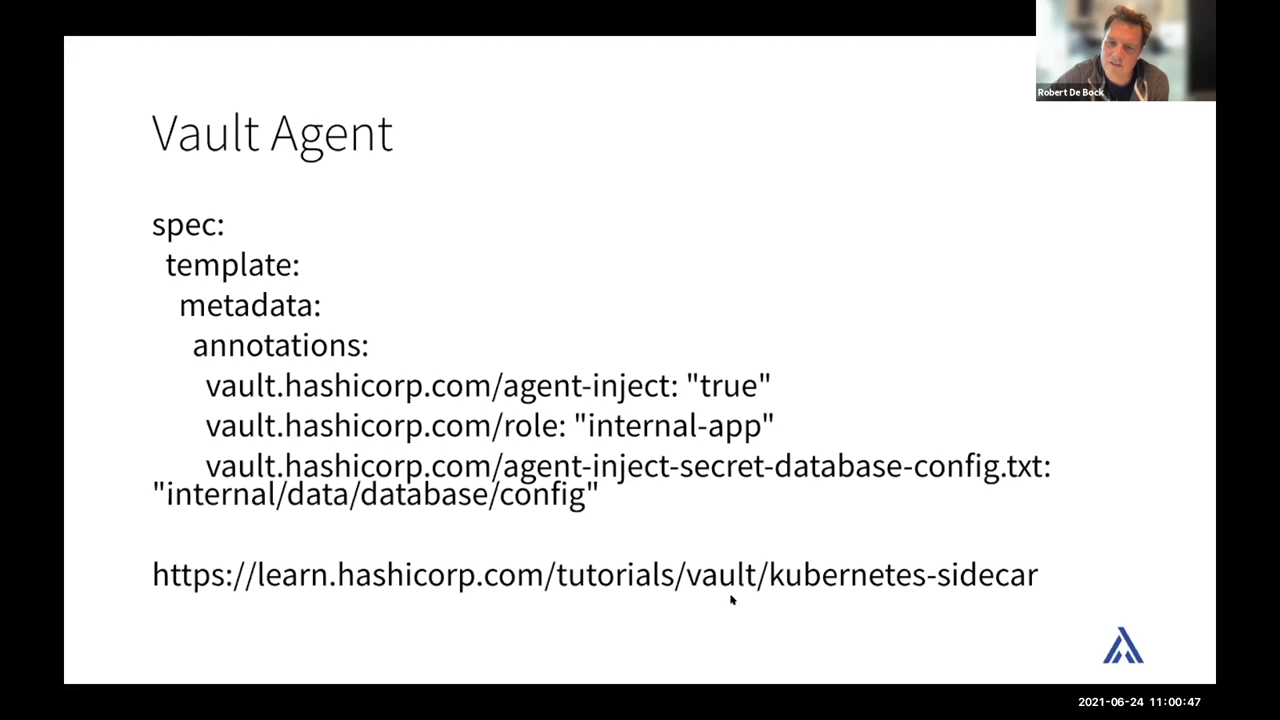 Robert De Bock
Vault Agent
spec:
template:
metadata:
annotations:
vault.hashicorp.com/agent-inject: "true"
vault.hashicorp.com/role: "internal-app"
vault.hashicorp.com/agent-inject-secret-database-config.txt:
"internal/data/database/config"
https://learn.hashicorp.com/tutorials/vault/kubernetes-sidecar
2021-06-24 11:00:47